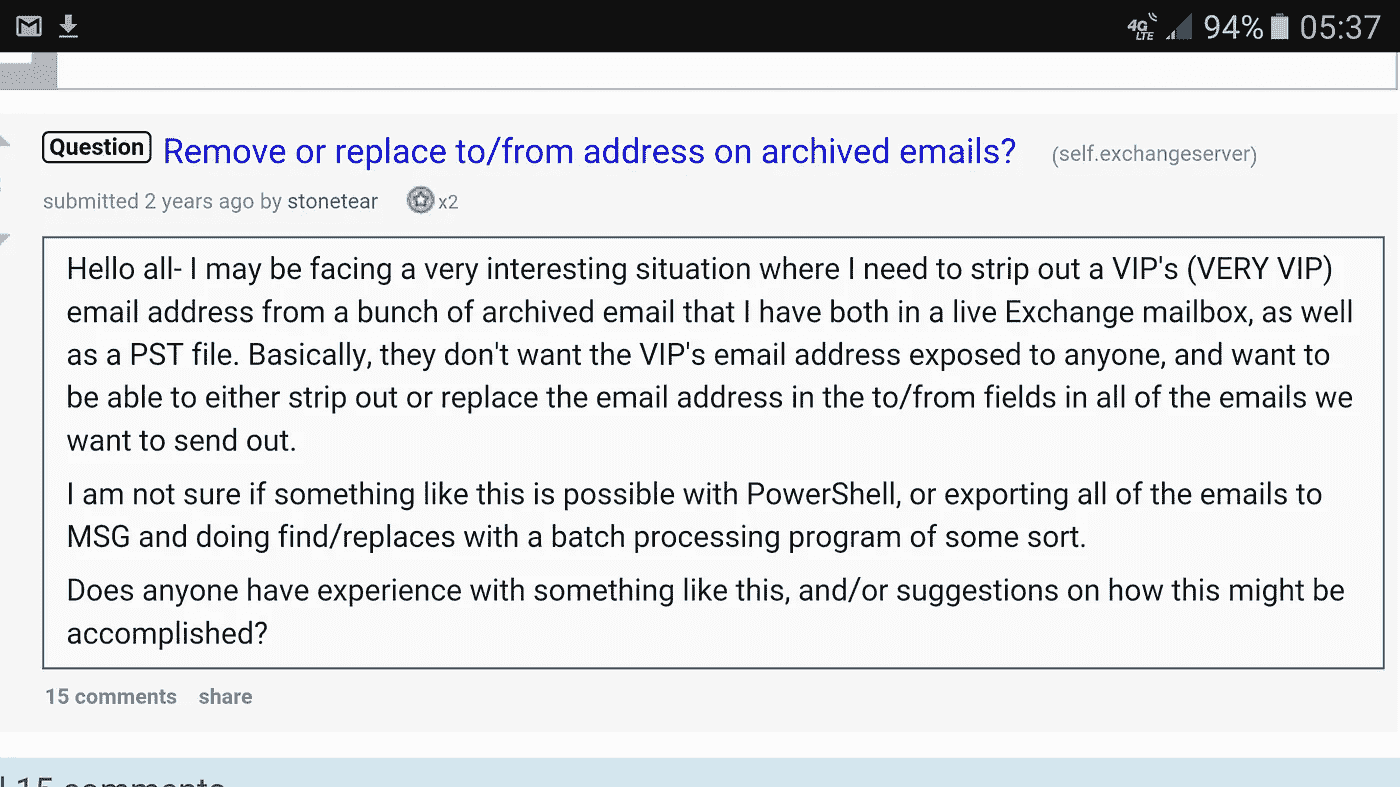 4G LTE 94% 05:37
Question Remove or replace to/from address on archived emails? (self.exchangeserver)
submitted 2 years ago by stonetear x2
Hello all- I may be facing a very interesting situation where I need to strip out a VIP's (VERY VIP)
email address from a bunch of archived email that I have both in a live Exchange mailbox, as well
as a PST file. Basically, they don't want the VIP's email address exposed to anyone, and want to
be able to either strip out or replace the email address in the to/from fields in all of the emails we
want to send out.
I am not sure if something like this is possible with PowerShell, or exporting all of the emails to
MSG and doing find/replaces with a batch processing program of some sort.
Does anyone have experience with something like this, and/or suggestions on how this might be
accomplished?
15 comments share
15 comments